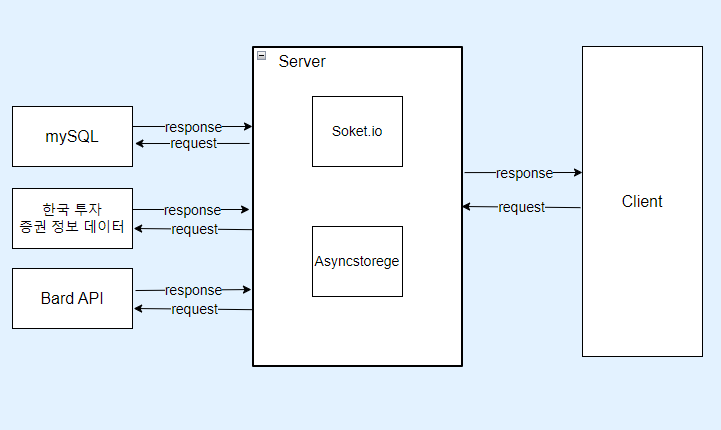 Server
Soket.io
Asyncstorege
mySQL
response
request
한국 투자
증권 정보 데이터
response
request
Bard API
response
request
response
request
Client